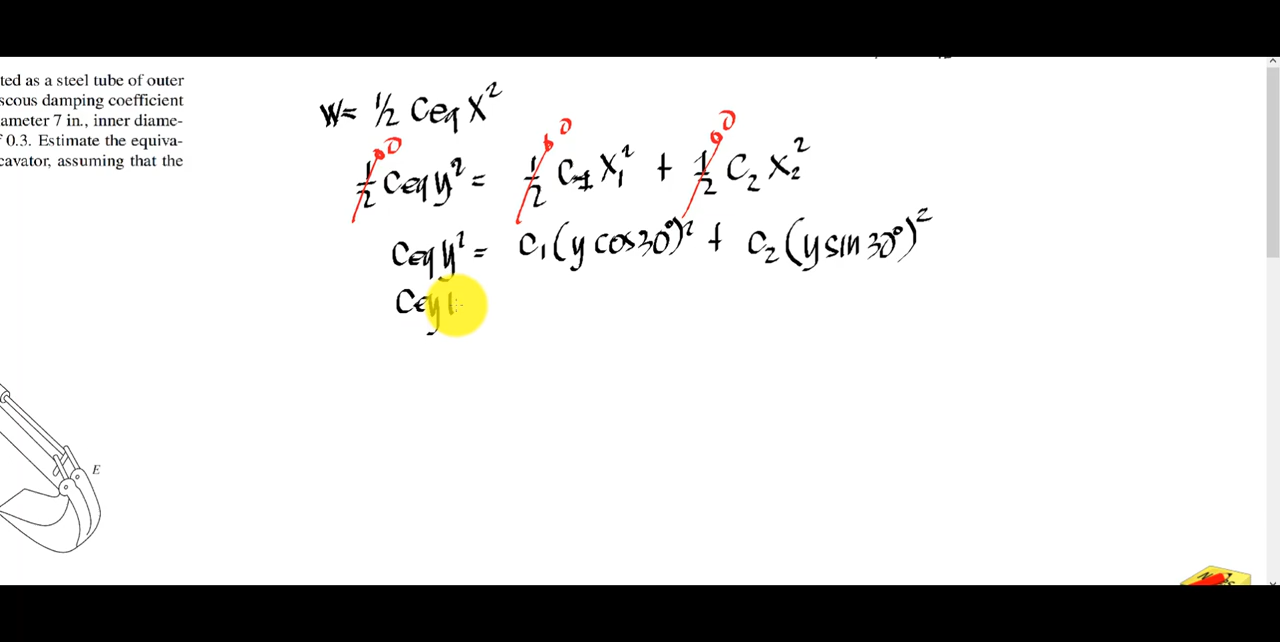 ted as a steel tube of outer
scous damping coefficient
ameter 7 in., inner diame-
f 0.3. Estimate the equiva-
cavator, assuming that the
W= 1/2 Ceq X²
1/2 Ceq y² = 1/2 C1 X1² + 1/2 C2 X2²
Ceq y² = C1 (y cos 30°)² + C2 (y sin 30°)²
Ceq
E